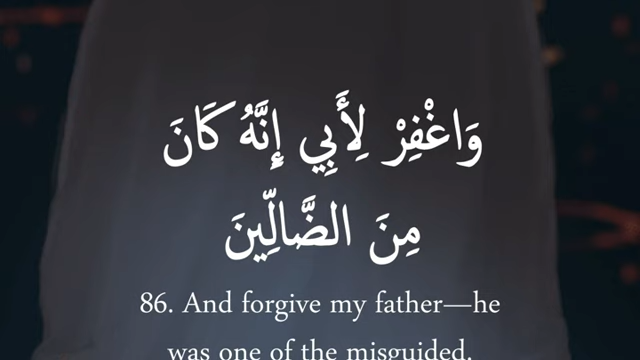 وَاغْفِرْ لِأَبِي إِنَّهُ كَانَ
مِنَ الضَّالِّينَ
86. And forgive my father—he
was one of the misguided.